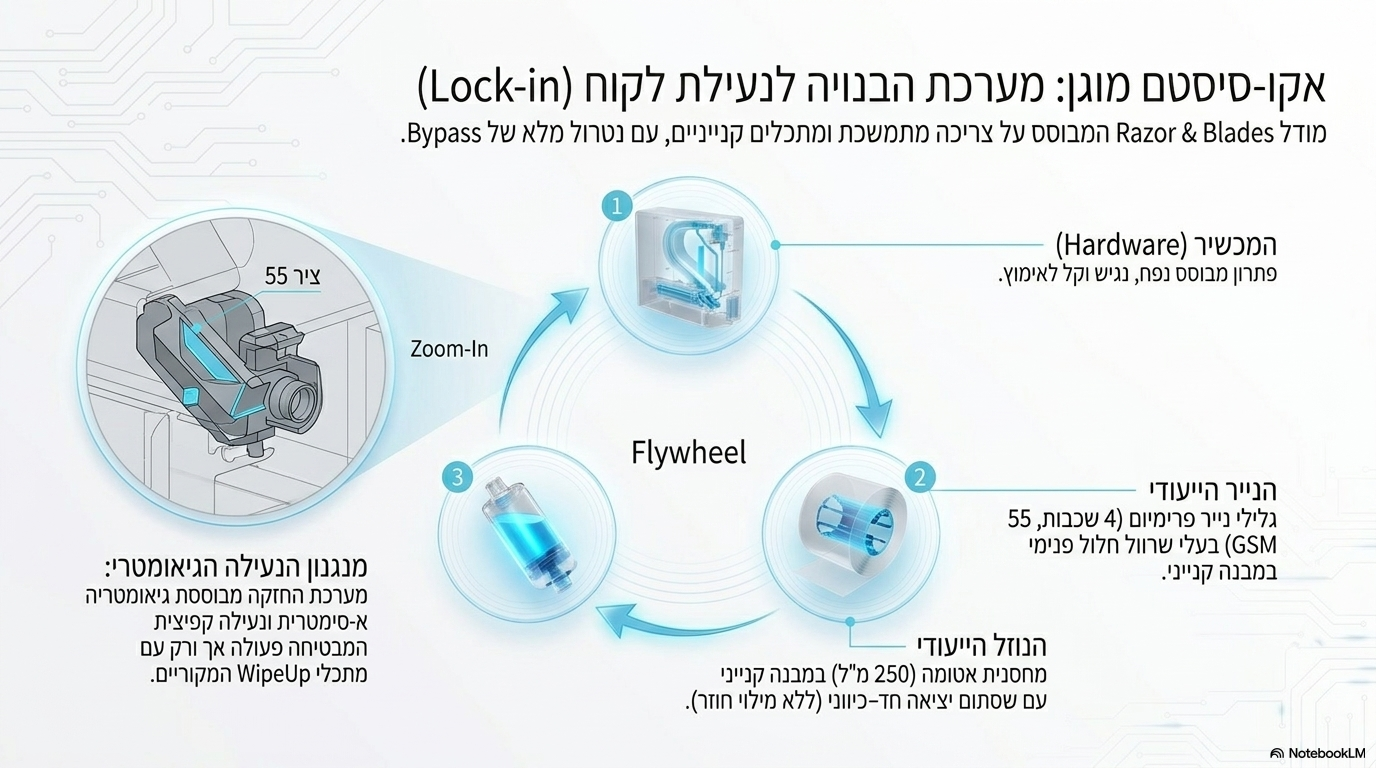 אקו-סיסטם מוגן: מערכת הבנויה לנעילת לקוח (Lock-in)
מודל Razor & Blades המבוסס על צריכה מתמשכת ומתכלים קנייניים, עם נטרול מלא של Bypass.
1
המכשיר (Hardware)
פתרון מבוסס נפח, נגיש וקל לאימוץ.
ציר 55
Zoom-In
Flywheel
2
הנייר הייעודי
גלילי נייר פרימיום (4 שכבות, 55
GSM) בעלי שרוול חלול פנימי
במבנה קנייני.
3
הנוזל הייעודי
מחסנית אטומה (250 מ"ל) במבנה קנייני
עם שסתום יציאה חד-כיווני (ללא מילוי חוזר).
מנגנון הנעילה הגיאומטרי:
מערכת החזקה מבוססת גיאומטריה
א-סימטרית ונעילה קפיצית
המבטיחה פעולה אך ורק עם
מתכלי WipeUp המקוריים.
NotebookLM